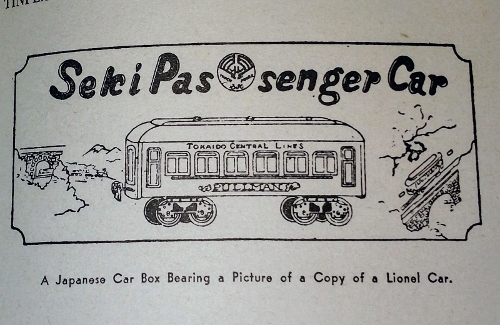 Seki Passenger Car
TOKAIDO CENTRAL LINES
PULLMAN
A Japanese Car Box Bearing a Picture of a Copy of a Lionel Car.